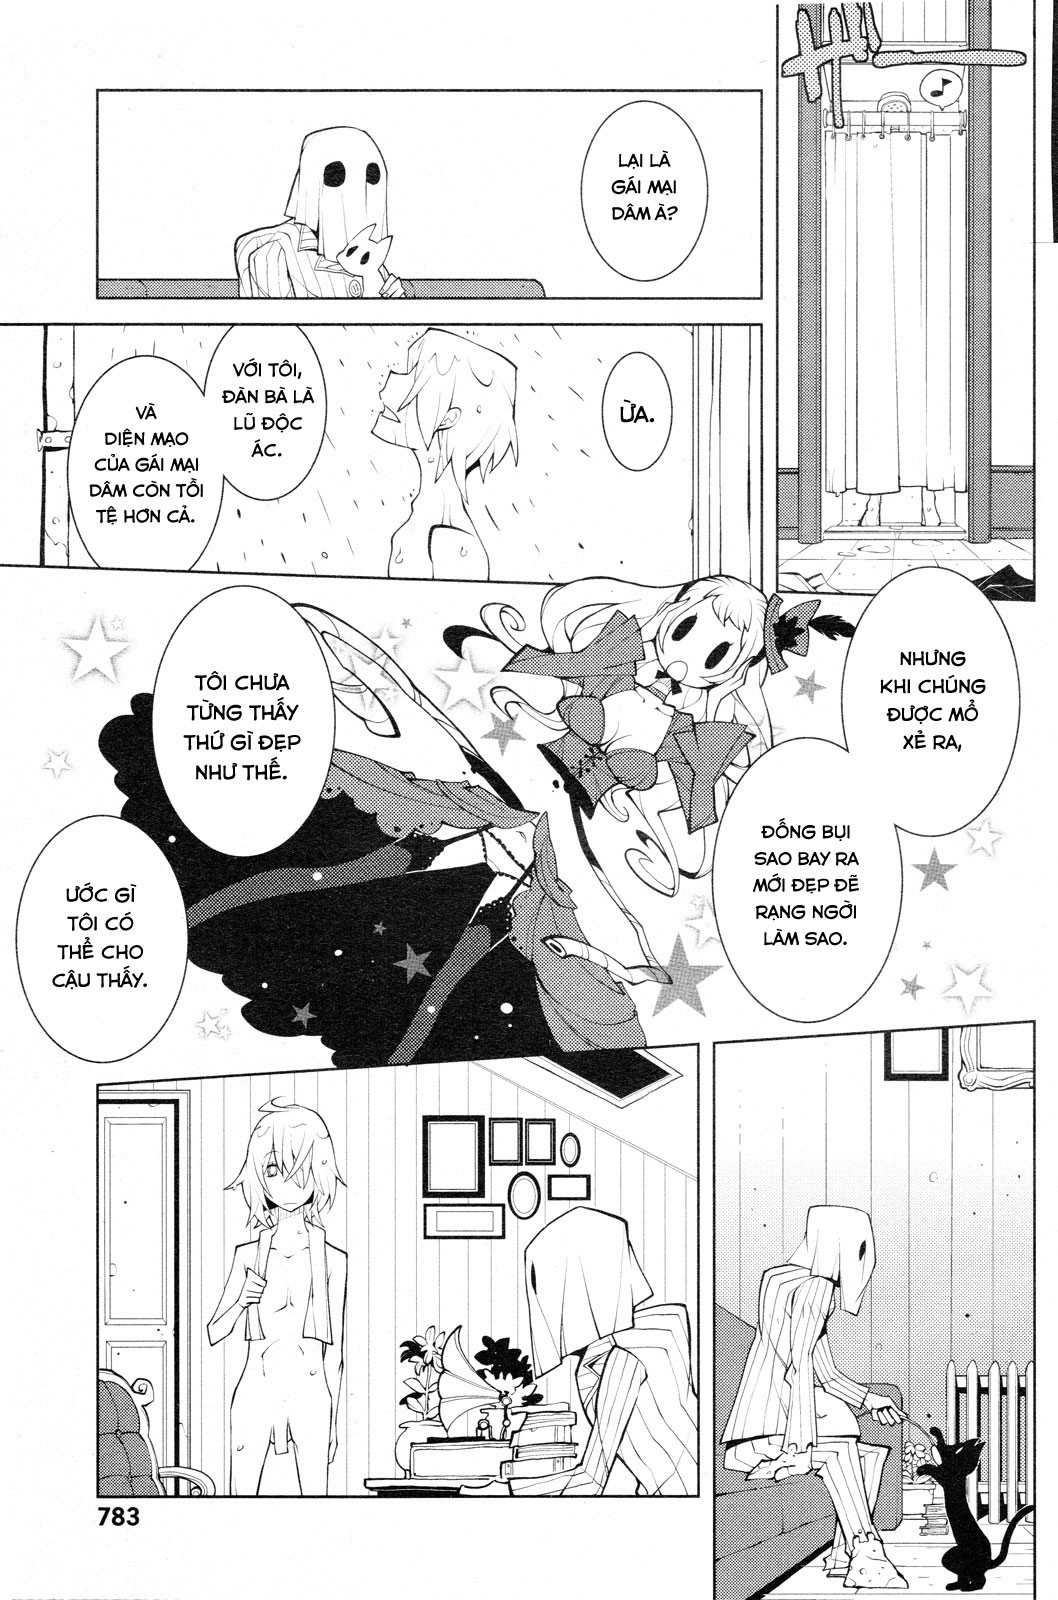 ザー
♪
LẠI LÀ
GÁI MẠI
DÂM À?
ỪA.
VỚI TÔI,
ĐÀN BÀ LÀ
LŨ ĐỘC
ÁC.
VÀ
DIỆN MẠO
CỦA GÁI MẠI
DÂM CÒN TỒI
TỆ HƠN CẢ.
NHƯNG
KHI CHÚNG
ĐƯỢC MỔ
XẺ RA,
ĐỐNG BỤI
SAO BAY RA
MỚI ĐẸP ĐẼ
RẠNG NGỜI
LÀM SAO.
TÔI CHƯA
TỪNG THẤY
THỨ GÌ ĐẸP
NHƯ THẾ.
ƯỚC GÌ
TÔI CÓ
THỂ CHO
CẬU THẤY.
783